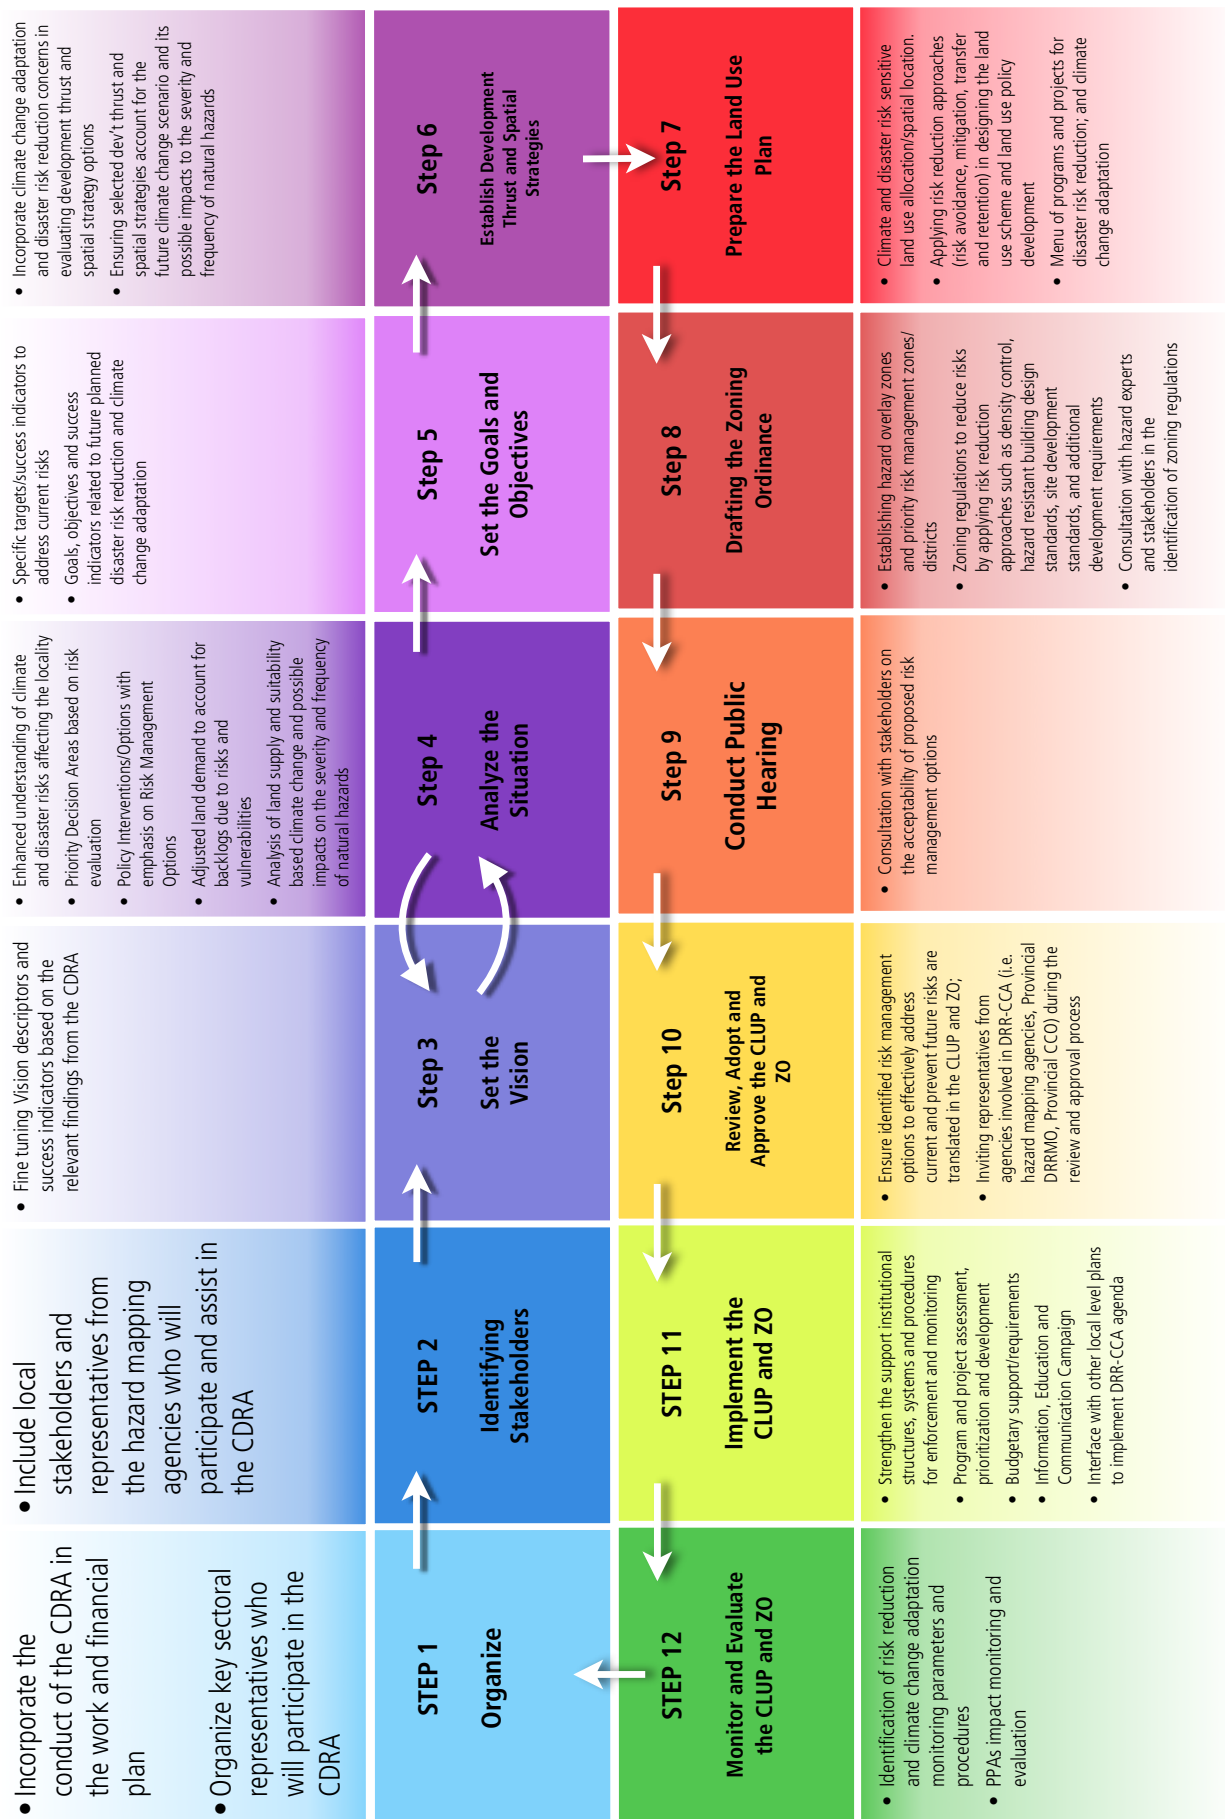 • Incorporate the
conduct of the CDRA in
the work and financial
plan
• Organize key sectoral
representatives who
will participate in the
CDRA
• Include local
stakeholders and
representatives from
the hazard mapping
agencies who will
participate and assist in
the CDRA
• Fine tuning Vision descriptors and
success indicators based on the
relevant findings from the CDRA
• Enhanced understanding of climate
and disaster risks affecting the locality
• Priority Decision Areas based on risk
evaluation
• Policy Interventions/Options with
emphasis on Risk Management
Options
• Adjusted land demand to account for
backlogs due to risks and
vulnerabilities
• Analysis of land supply and suitability
based climate change and possible
impacts on the severity and frequency
of natural hazards
• Specific targets/success indicators to
address current risks
• Goals, objectives and success
indicators related to future planned
disaster risk reduction and climate
change adaptation
• Incorporate climate change adaptation
and disaster risk reduction concerns in
evaluating development thrust and
spatial strategy options
• Ensuring selected dev't thrust and
spatial strategies account for the
future climate change scenario and its
possible impacts to the severity and
frequency of natural hazards
STEP 1
Organize
STEP 2
Identifying
Stakeholders
Step 3
Set the
Vision
Step 4
Analyze the
Situation
Step 5
Set the Goals and
Objectives
Step 6
Establish Development
Thrust and Spatial
Strategies
STEP 12
Monitor and Evaluate
the CLUP and ZO
STEP 11
Implement the
CLUP and ZO
Step 10
Review, Adopt and
Approve the CLUP and
ZO
Step 9
Conduct Public
Hearing
Step 8
Drafting the Zoning
Ordinance
Step 7
Prepare the Land Use
Plan
• Identification of risk reduction
and climate change adaptation
monitoring parameters and
procedures
• PPAs impact monitoring and
evaluation
• Strengthen the support institutional
structures, systems and procedures
for enforcement and monitoring
• Program and project assessment,
prioritization and development
• Budgetary support/requirements
• Information, Education and
Communication Campaign
• Interface with other local level plans
to implement DRR-CCA agenda
• Ensure identified risk management
options to effectively address
current and prevent future risks are
translated in the CLUP and ZO;
• Inviting representatives from
agencies involved in DRR-CCA (i.e.
hazard mapping agencies, Provincial
DRRMO, Provincial CCO) during the
review and approval process
• Consultation with stakeholders on
the acceptability of proposed risk
management options
• Establishing hazard overlay zones
and priority risk management zones/
districts
• Zoning regulations to reduce risks
by applying risk reduction
approaches such as density control,
hazard resistant building design
standards, site development
standards, and additional
development requirements
• Consultation with hazard experts
and stakeholders in the
identification of zoning regulations
• Climate and disaster risk sensitive
land use allocation/spatial location.
• Applying risk reduction approaches
(risk avoidance, mitigation, transfer
and retention) in designing the land
use scheme and land use policy
development
• Menu of programs and projects for
disaster risk reduction; and climate
change adaptation